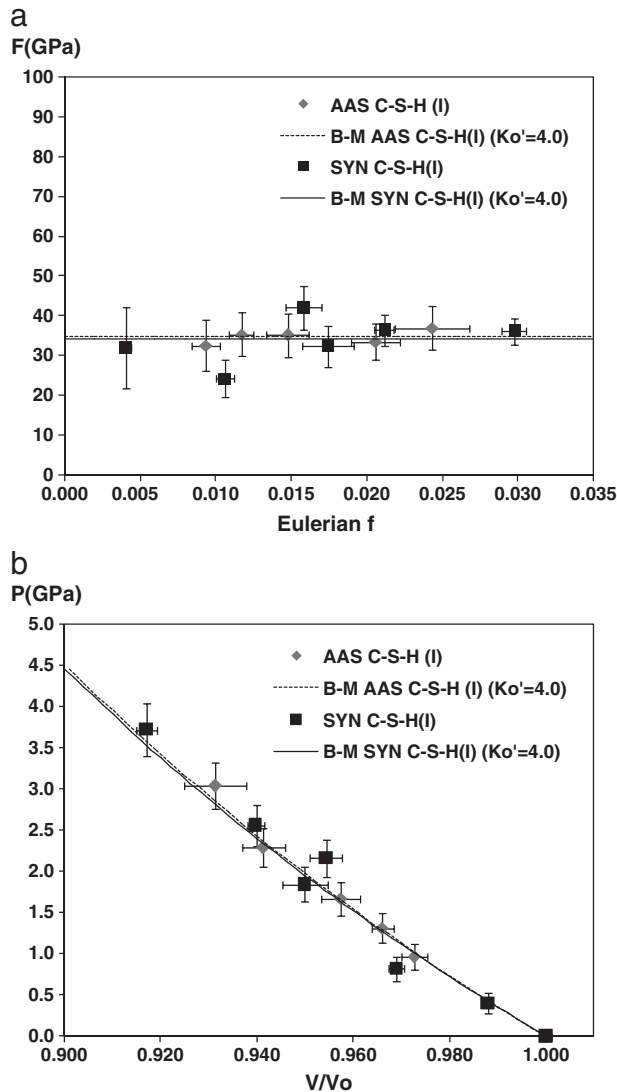 a
F(GPa)
100
90
80
70
60
50
40
30
20
10
0
AAS C-S-H (I)
B-M AAS C-S-H(I) (Ko'=4.0)
SYN C-S-H(I)
B-M SYN C-S-H(I) (Ko'=4.0)
0.000 0.005 0.010 0.015 0.020 0.025 0.030 0.035
Eulerian f
b
P(GPa)
5.0
4.5
4.0
3.5
3.0
2.5
2.0
1.5
1.0
0.5
0.0
AAS C-S-H (I)
B-M AAS C-S-H (I) (Ko'=4.0)
SYN C-S-H(I)
B-M SYN C-S-H(I) (Ko'=4.0)
0.900 0.920 0.940 0.960 0.980 1.000
V/Vo